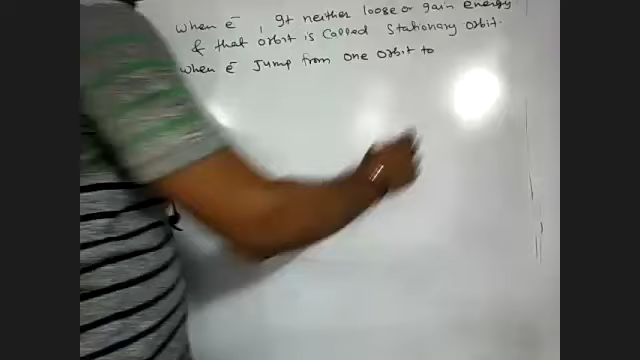 When e⁻, It neither loose or gain energy
& that orbit is Called Stationary orbit.
When e⁻ Jump from one orbit to